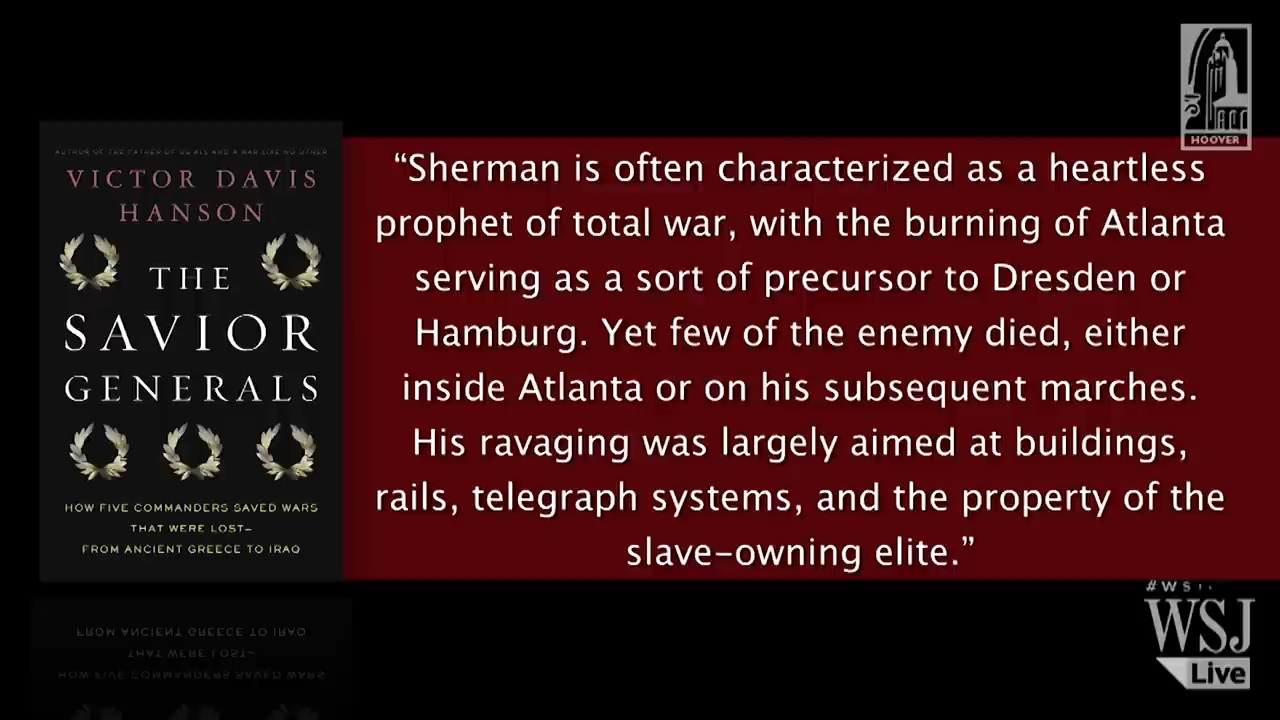 HOOVER
AUTHOR OF THE FATHER OF US ALL AND A WAR LIKE NO OTHER
VICTOR DAVIS
HANSON
THE
SAVIOR
GENERALS
HOW FIVE COMMANDERS SAVED WARS
THAT WERE LOST–
FROM ANCIENT GREECE TO IRAQ
“Sherman is often characterized as a heartless
prophet of total war, with the burning of Atlanta
serving as a sort of precursor to Dresden or
Hamburg. Yet few of the enemy died, either
inside Atlanta or on his subsequent marches.
His ravaging was largely aimed at buildings,
rails, telegraph systems, and the property of the
slave–owning elite.”
WSJ
Live